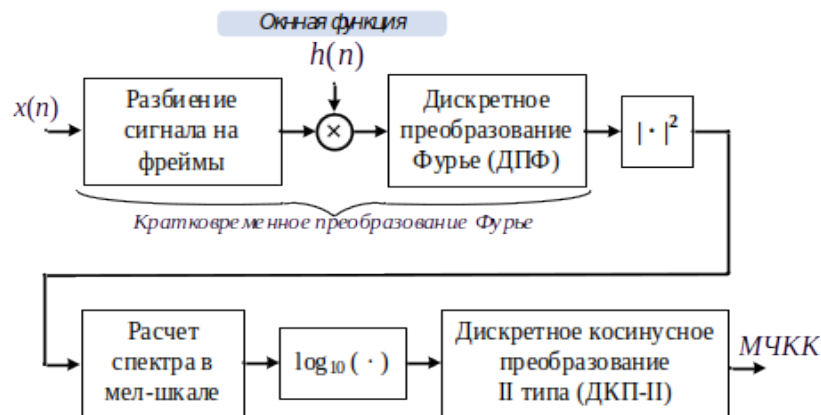 Окнная функция
h(n)
x(n)
Разбиение
сигнала на
фреймы
×
Дискретное
преобразование
Фурье (ДПФ)
| · |²
Кратковременное преобразование Фурье
Расчет
спектра в
мел-шкале
log₁₀( · )
Дискретное косинусное
преобразование
II типа (ДКП-II)
МЧКК